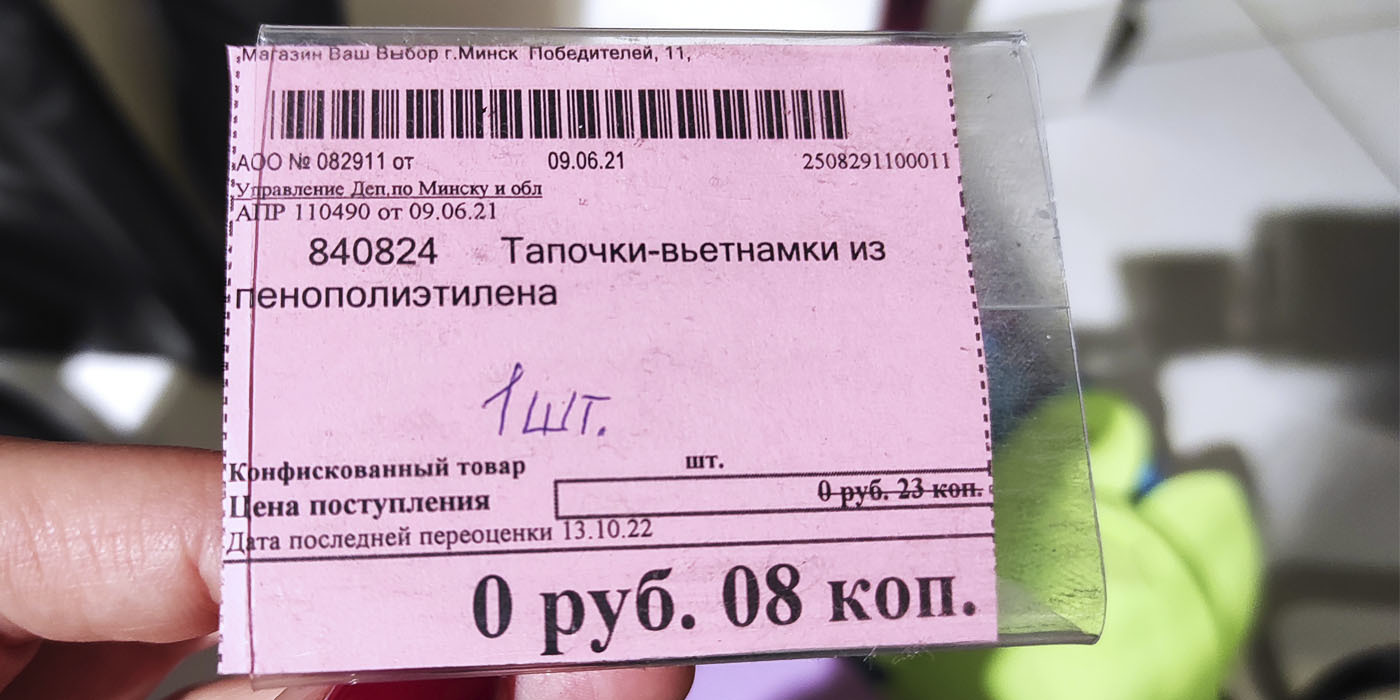 Магазин Ваш Выбор г.Минск Победителей, 11,
АОО № 082911 от 09.06.21 2508291100011
Управление Деп,по Минску и обл
АПР 110490 от 09.06.21
840824 Тапочки-вьетнамки из
пенополиэтилена
1 шт.
Конфискованный товар шт.
Цена поступления 0 руб. 23 коп.
Дата последней переоценки 13.10.22
0 руб. 08 коп.